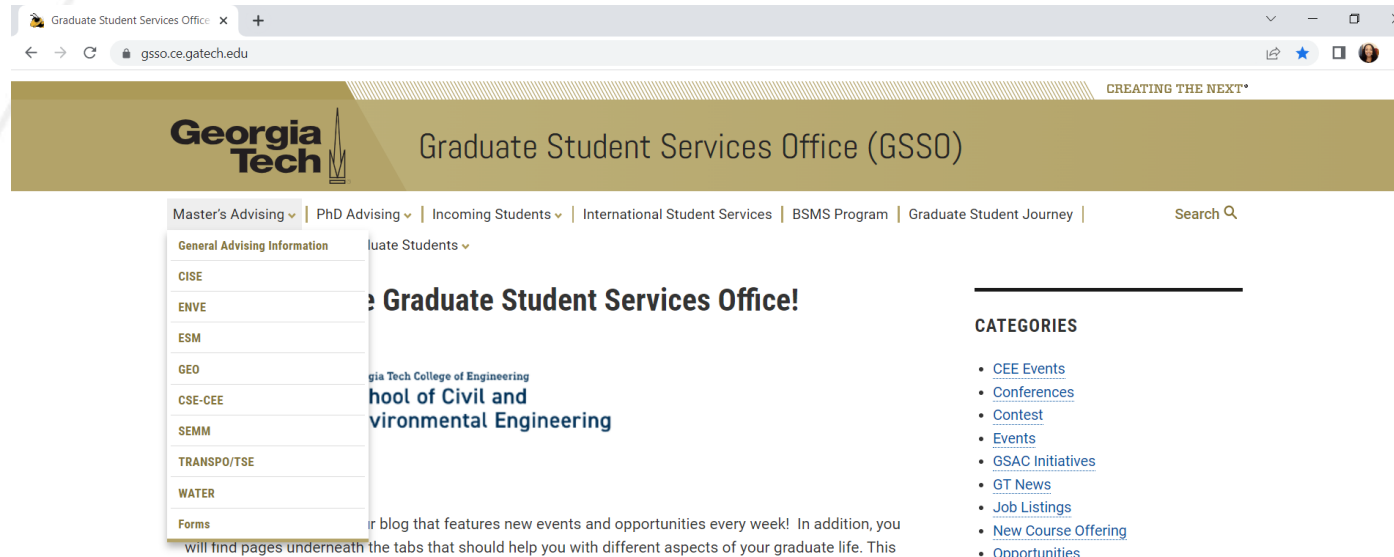 Graduate Student Services Office
gsso.ce.gatech.edu
CREATING THE NEXT®
Georgia
Tech
Graduate Student Services Office (GSSO)
Master's Advising | PhD Advising | Incoming Students | International Student Services | BSMS Program | Graduate Student Journey | Search
General Advising Information
uate Students
CISE
ENVE
ESM
GEO
CSE-CEE
SEMM
TRANSPO/TSE
WATER
Forms
Graduate Student Services Office!
gia Tech College of Engineering
hool of Civil and
vironmental Engineering
blog that features new events and opportunities every week! In addition, you
will find pages underneath the tabs that should help you with different aspects of your graduate life. This
CATEGORIES
• CEE Events
• Conferences
• Contest
• Events
• GSAC Initiatives
• GT News
• Job Listings
• New Course Offering
• Opportunities